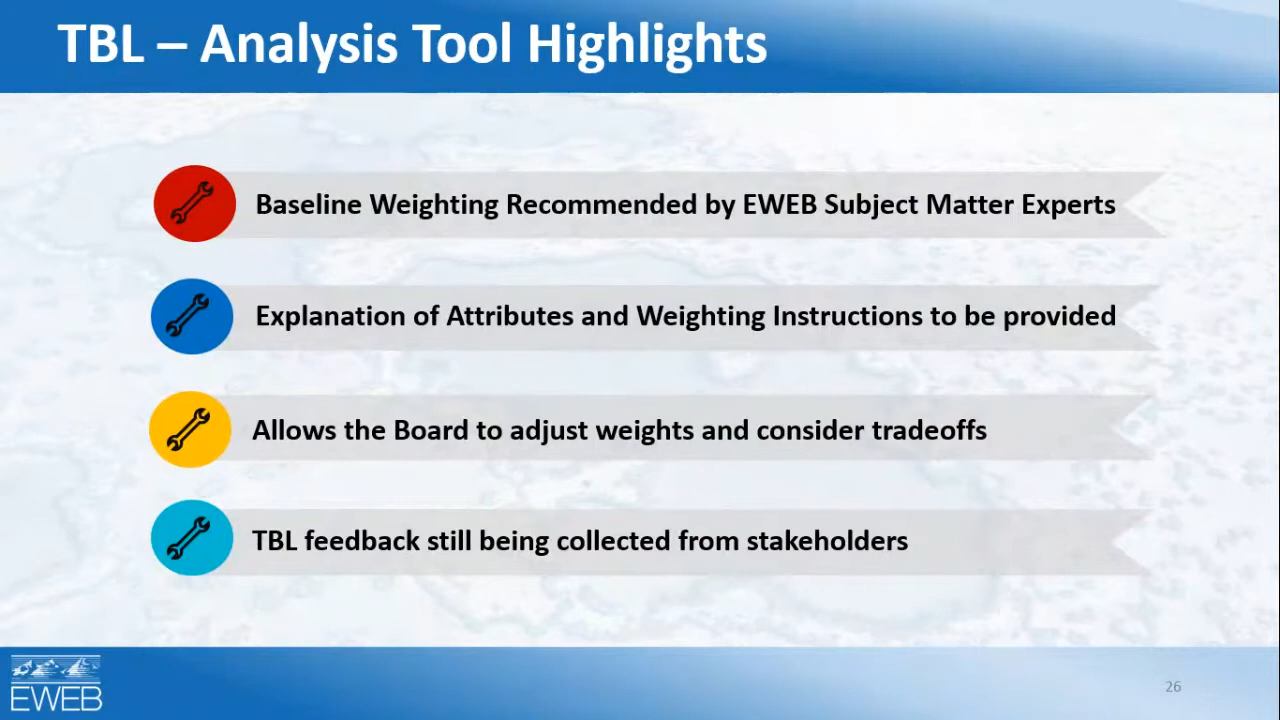 TBL – Analysis Tool Highlights
Baseline Weighting Recommended by EWEB Subject Matter Experts
Explanation of Attributes and Weighting Instructions to be provided
Allows the Board to adjust weights and consider tradeoffs
TBL feedback still being collected from stakeholders
EWEB
26